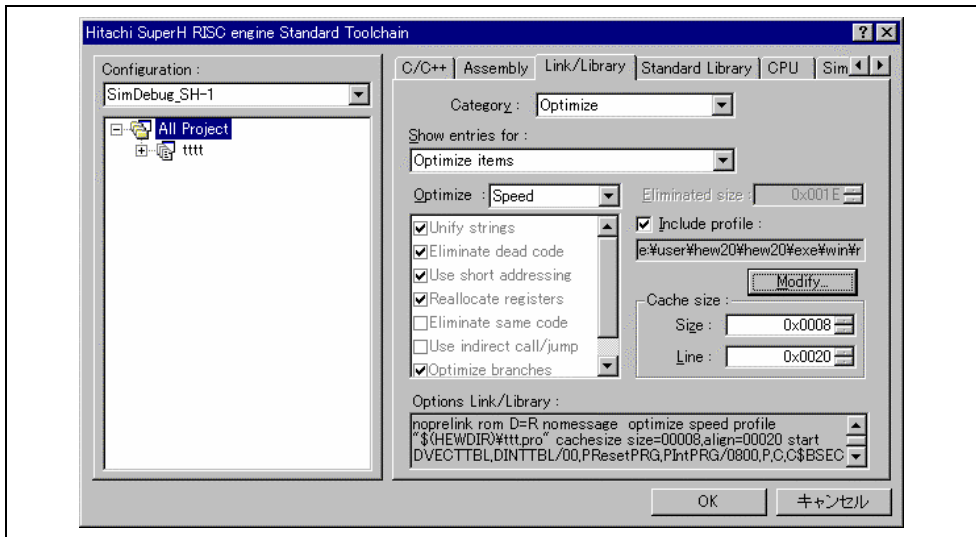 Hitachi SuperH RISC engine Standard Toolchain
Configuration :
SimDebug_SH-1
All Project
tttt
C/C++ Assembly Link/Library Standard Library CPU Sim
Category : Optimize
Show entries for :
Optimize items
Optimize : Speed
Eliminated size : 0x001E
Unify strings
Eliminate dead code
Use short addressing
Reallocate registers
Eliminate same code
Use indirect call/jump
Optimize branches
Include profile :
e:¥user¥hew20¥hew20¥exe¥win¥r
Modify...
Cache size :
Size : 0x0008
Line : 0x0020
Options Link/Library :
noprelink rom D=R nomessage optimize speed profile
"$(HEWDIR)¥ttt.pro" cachesize size=00008,align=00020 start
DVECTTBL,DINTTBL/00,PResetPRG,PIntPRG/0800,P,C,C$BSEC
OK キャンセル